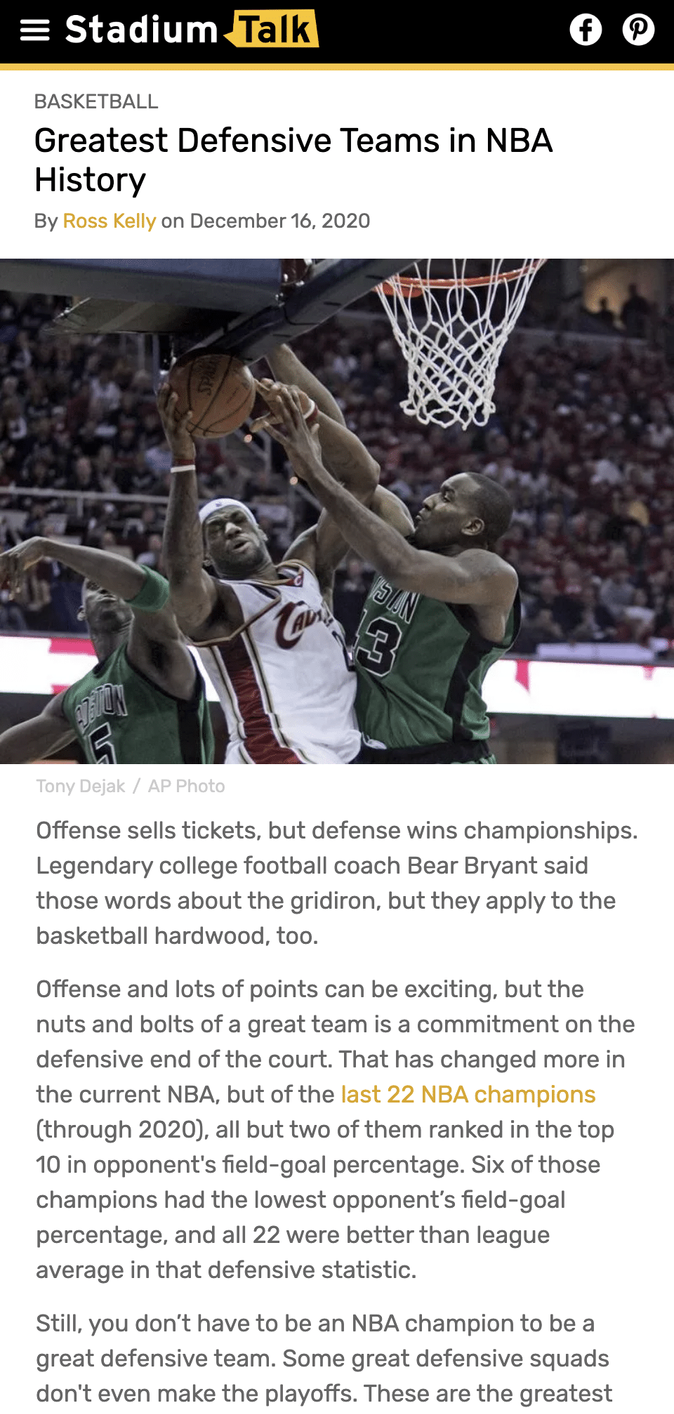 Stadium Talk
BASKETBALL
Greatest Defensive Teams in NBA
History
By Ross Kelly on December 16, 2020
SPALDING
CAVS
BOSTON
5
43
Tony Dejak / AP Photo
Offense sells tickets, but defense wins championships.
Legendary college football coach Bear Bryant said
those words about the gridiron, but they apply to the
basketball hardwood, too.
Offense and lots of points can be exciting, but the
nuts and bolts of a great team is a commitment on the
defensive end of the court. That has changed more in
the current NBA, but of the last 22 NBA champions
(through 2020), all but two of them ranked in the top
10 in opponent's field-goal percentage. Six of those
champions had the lowest opponent’s field-goal
percentage, and all 22 were better than league
average in that defensive statistic.
Still, you don’t have to be an NBA champion to be a
great defensive team. Some great defensive squads
don't even make the playoffs. These are the greatest